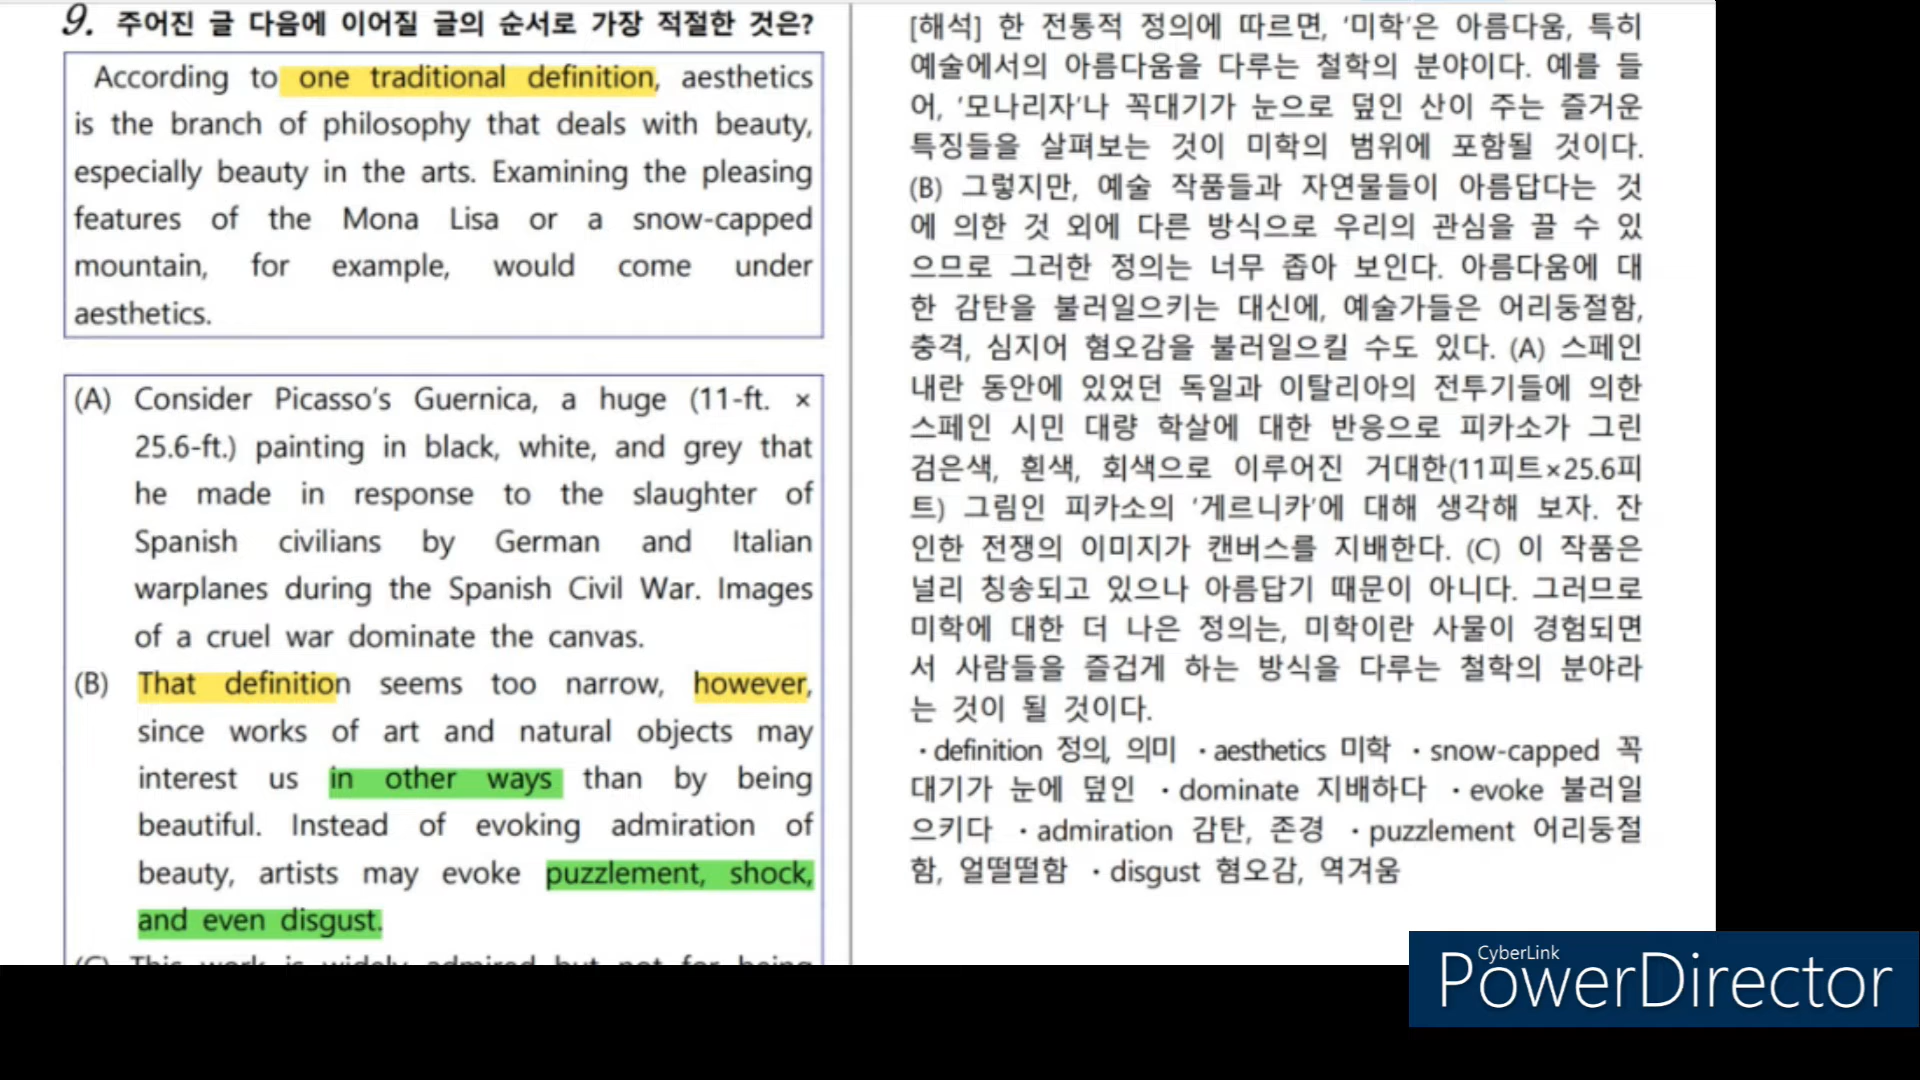 9. 주어진 글 다음에 이어질 글의 순서로 가장 적절한 것은?
According to one traditional definition, aesthetics
is the branch of philosophy that deals with beauty,
especially beauty in the arts. Examining the pleasing
features of the Mona Lisa or a snow-capped
mountain, for example, would come under
aesthetics.
(A) Consider Picasso's Guernica, a huge (11-ft. ×
25.6-ft.) painting in black, white, and grey that
he made in response to the slaughter of
Spanish civilians by German and Italian
warplanes during the Spanish Civil War. Images
of a cruel war dominate the canvas.
(B) That definition seems too narrow, however,
since works of art and natural objects may
interest us in other ways than by being
beautiful. Instead of evoking admiration of
beauty, artists may evoke puzzlement, shock,
and even disgust.
(C) This work is widely admired but not for being
[해석] 한 전통적 정의에 따르면, '미학'은 아름다움, 특히
예술에서의 아름다움을 다루는 철학의 분야이다. 예를 들
어, '모나리자'나 꼭대기가 눈으로 덮인 산이 주는 즐거운
특징들을 살펴보는 것이 미학의 범위에 포함될 것이다.
(B) 그렇지만, 예술 작품들과 자연물들이 아름답다는 것
에 의한 것 외에 다른 방식으로 우리의 관심을 끌 수 있
으므로 그러한 정의는 너무 좁아 보인다. 아름다움에 대
한 감탄을 불러일으키는 대신에, 예술가들은 어리둥절함,
충격, 심지어 혐오감을 불러일으킬 수도 있다. (A) 스페인
내란 동안에 있었던 독일과 이탈리아의 전투기들에 의한
스페인 시민 대량 학살에 대한 반응으로 피카소가 그린
검은색, 흰색, 회색으로 이루어진 거대한(11피트×25.6피
트) 그림인 피카소의 '게르니카'에 대해 생각해 보자. 잔
인한 전쟁의 이미지가 캔버스를 지배한다. (C) 이 작품은
널리 칭송되고 있으나 아름답기 때문이 아니다. 그러므로
미학에 대한 더 나은 정의는, 미학이란 사물이 경험되면
서 사람들을 즐겁게 하는 방식을 다루는 철학의 분야라
는 것이 될 것이다.
・definition 정의, 의미 ・aesthetics 미학 ・snow-capped 꼭
대기가 눈에 덮인 ・dominate 지배하다 ・evoke 불러일
으키다 ・admiration 감탄, 존경 ・puzzlement 어리둥절
함, 얼떨떨함 ・disgust 혐오감, 역겨움
CyberLink
PowerDirector